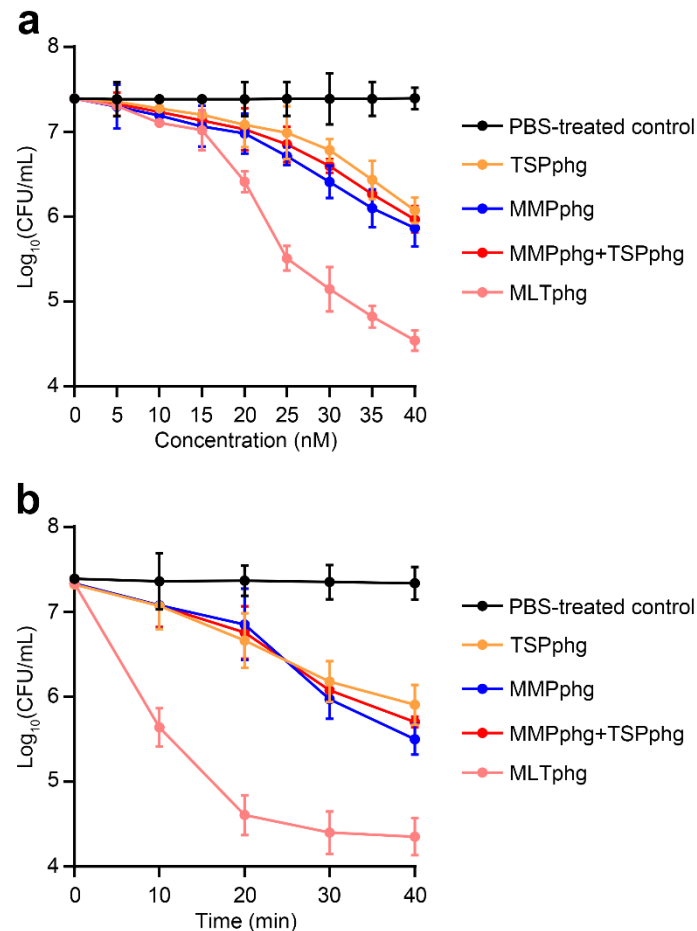 a
8
7
6
5
4
Log10(CFU/mL)
0 5 10 15 20 25 30 35 40
Concentration (nM)
PBS-treated control
TSPphg
MMPphg
MMPphg+TSPphg
MLTphg
b
8
7
6
5
4
Log10(CFU/mL)
0 10 20 30 40
Time (min)
PBS-treated control
TSPphg
MMPphg
MMPphg+TSPphg
MLTphg